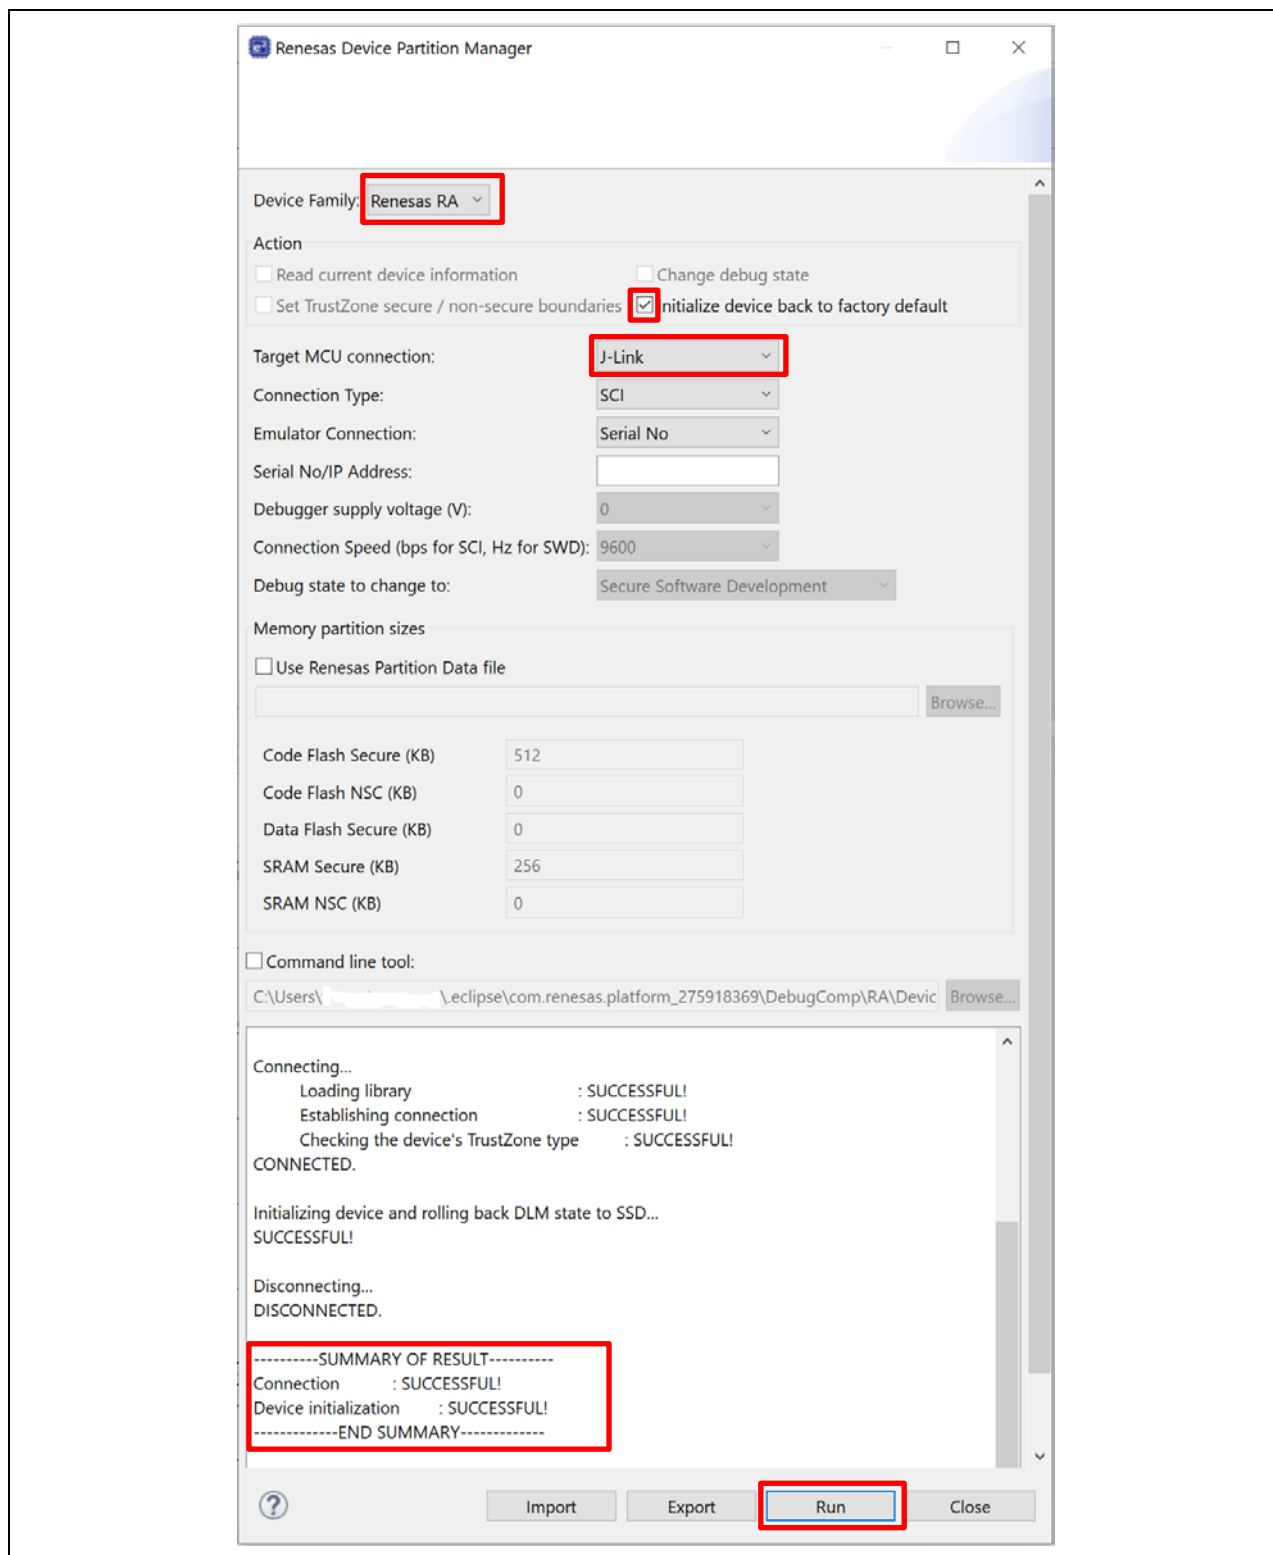 Renesas Device Partition Manager
Device Family: Renesas RA
Action
Read current device information Change debug state
Set TrustZone secure / non-secure boundaries nitialize device back to factory default
Target MCU connection: J-Link
Connection Type: SCI
Emulator Connection: Serial No
Serial No/IP Address:
Debugger supply voltage (V): 0
Connection Speed (bps for SCI, Hz for SWD): 9600
Debug state to change to: Secure Software Development
Memory partition sizes
Use Renesas Partition Data file
Browse...
Code Flash Secure (KB) 512
Code Flash NSC (KB) 0
Data Flash Secure (KB) 0
SRAM Secure (KB) 256
SRAM NSC (KB) 0
Command line tool:
C:\Users\ \.eclipse\com.renesas.platform_275918369\DebugComp\RA\Devic Browse...
Connecting...
Loading library : SUCCESSFUL!
Establishing connection : SUCCESSFUL!
Checking the device's TrustZone type : SUCCESSFUL!
CONNECTED.
Initializing device and rolling back DLM state to SSD...
SUCCESSFUL!
Disconnecting...
DISCONNECTED.
----------SUMMARY OF RESULT----------
Connection : SUCCESSFUL!
Device initialization : SUCCESSFUL!
-------------END SUMMARY-------------
? Import Export Run Close